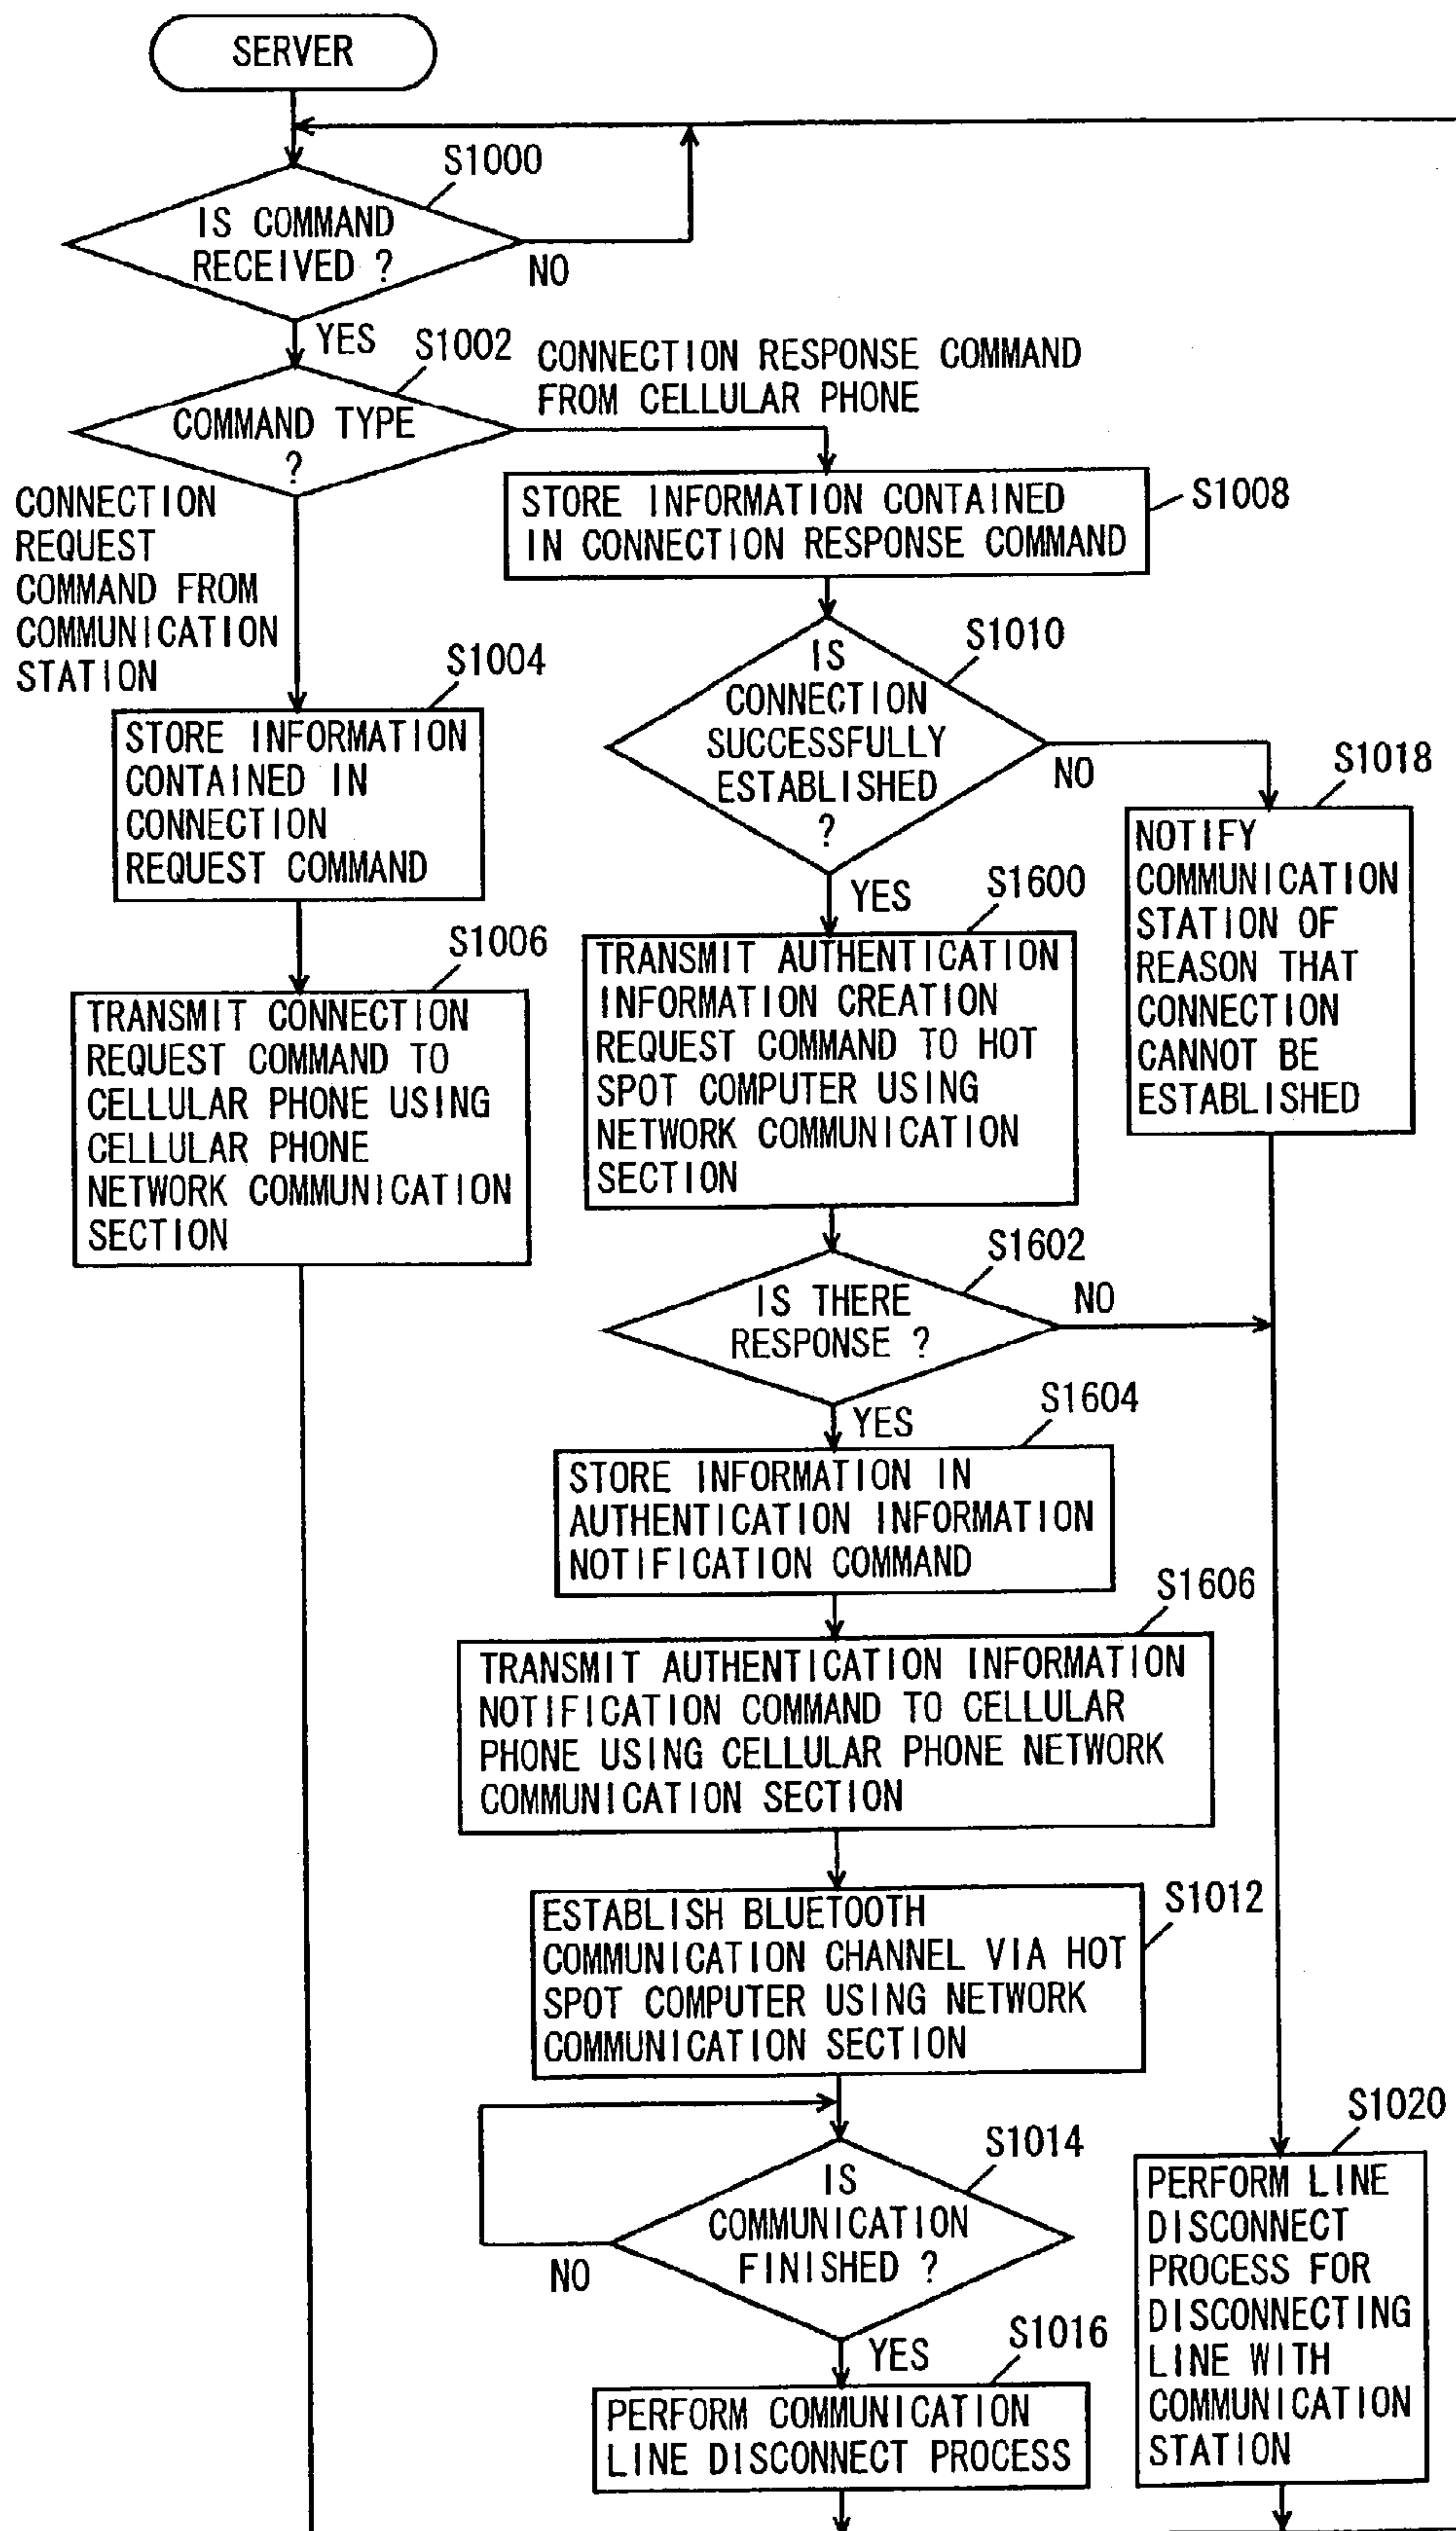 SERVER
S1000
IS COMMAND
RECEIVED ?
NO
YES
S1002
CONNECTION RESPONSE COMMAND
FROM CELLULAR PHONE
COMMAND TYPE
?
CONNECTION
REQUEST
COMMAND FROM
COMMUNICATION
STATION
STORE INFORMATION CONTAINED
IN CONNECTION RESPONSE COMMAND
S1008
S1004
STORE INFORMATION
CONTAINED IN
CONNECTION
REQUEST COMMAND
S1010
IS
CONNECTION
SUCCESSFULLY
ESTABLISHED
?
NO
YES
S1018
NOTIFY
COMMUNICATION
STATION OF
REASON THAT
CONNECTION
CANNOT BE
ESTABLISHED
S1006
TRANSMIT CONNECTION
REQUEST COMMAND TO
CELLULAR PHONE USING
CELLULAR PHONE
NETWORK COMMUNICATION
SECTION
S1600
TRANSMIT AUTHENTICATION
INFORMATION CREATION
REQUEST COMMAND TO HOT
SPOT COMPUTER USING
NETWORK COMMUNICATION
SECTION
S1602
IS THERE
RESPONSE ?
NO
YES
S1604
STORE INFORMATION IN
AUTHENTICATION INFORMATION
NOTIFICATION COMMAND
S1606
TRANSMIT AUTHENTICATION INFORMATION
NOTIFICATION COMMAND TO CELLULAR
PHONE USING CELLULAR PHONE NETWORK
COMMUNICATION SECTION
S1012
ESTABLISH BLUETOOTH
COMMUNICATION CHANNEL VIA HOT
SPOT COMPUTER USING NETWORK
COMMUNICATION SECTION
S1014
IS
COMMUNICATION
FINISHED ?
NO
YES
S1020
PERFORM LINE
DISCONNECT
PROCESS FOR
DISCONNECTING
LINE WITH
COMMUNICATION
STATION
S1016
PERFORM COMMUNICATION
LINE DISCONNECT PROCESS